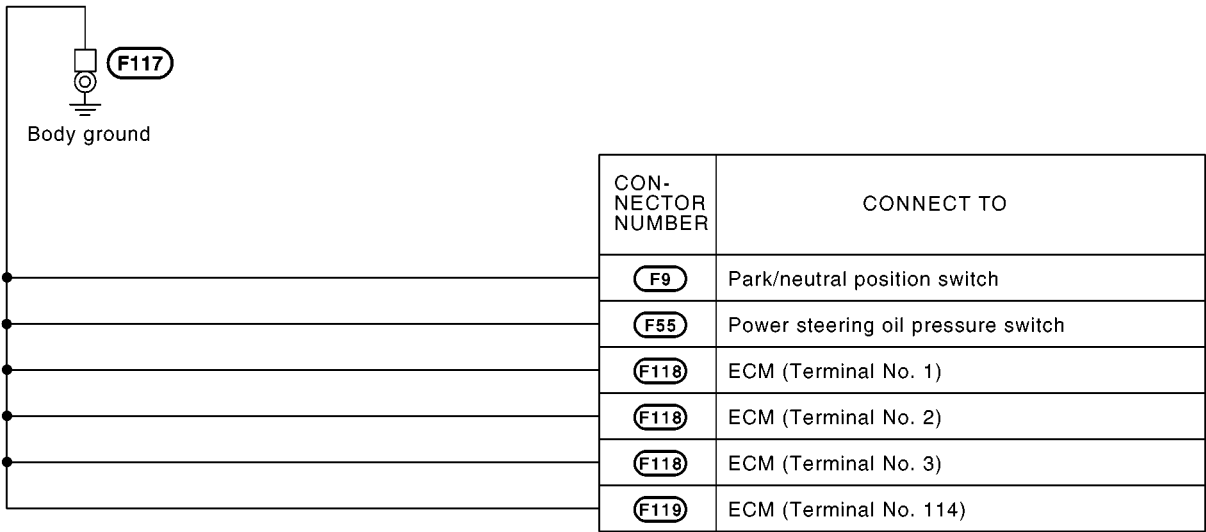 F117
Body ground
CON-
NECTOR
NUMBER
CONNECT TO
F9 Park/neutral position switch
F55 Power steering oil pressure switch
F118 ECM (Terminal No. 1)
F118 ECM (Terminal No. 2)
F118 ECM (Terminal No. 3)
F119 ECM (Terminal No. 114)